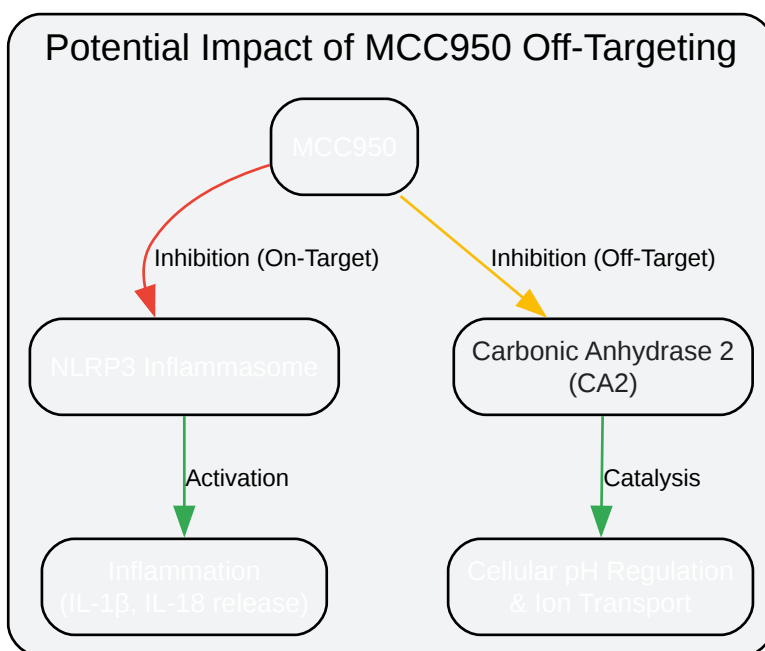 Potential Impact of MCC950 Off-Targeting
MCC950
Inhibition (On-Target)
Inhibition (Off-Target)
NLRP3 Inflammasome
Carbonic Anhydrase 2
(CA2)
Activation
Catalysis
Inflammation
(IL-1β, IL-18 release)
Cellular pH Regulation
& Ion Transport